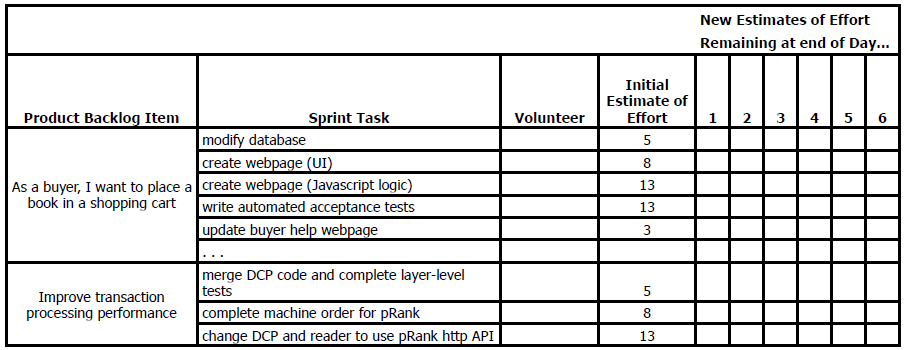 New Estimates of Effort
Remaining at end of Day...
Product Backlog Item Sprint Task Volunteer Initial Estimate of Effort 1 2 3 4 5 6
As a buyer, I want to place a
book in a shopping cart
modify database 5
create webpage (UI) 8
create webpage (Javascript logic) 13
write automated acceptance tests 13
update buyer help webpage 3
. . .
Improve transaction
processing performance
merge DCP code and complete layer-level
tests 5
complete machine order for pRank 8
change DCP and reader to use pRank http API 13